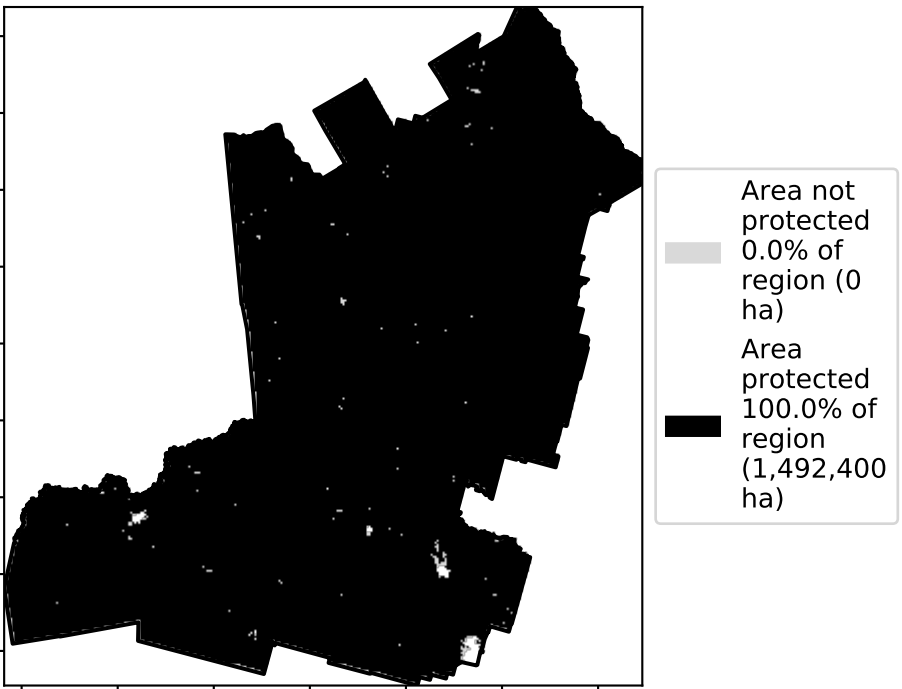 Area not
protected
0.0% of
region (0
ha)
Area
protected
100.0% of
region
(1,492,400
ha)